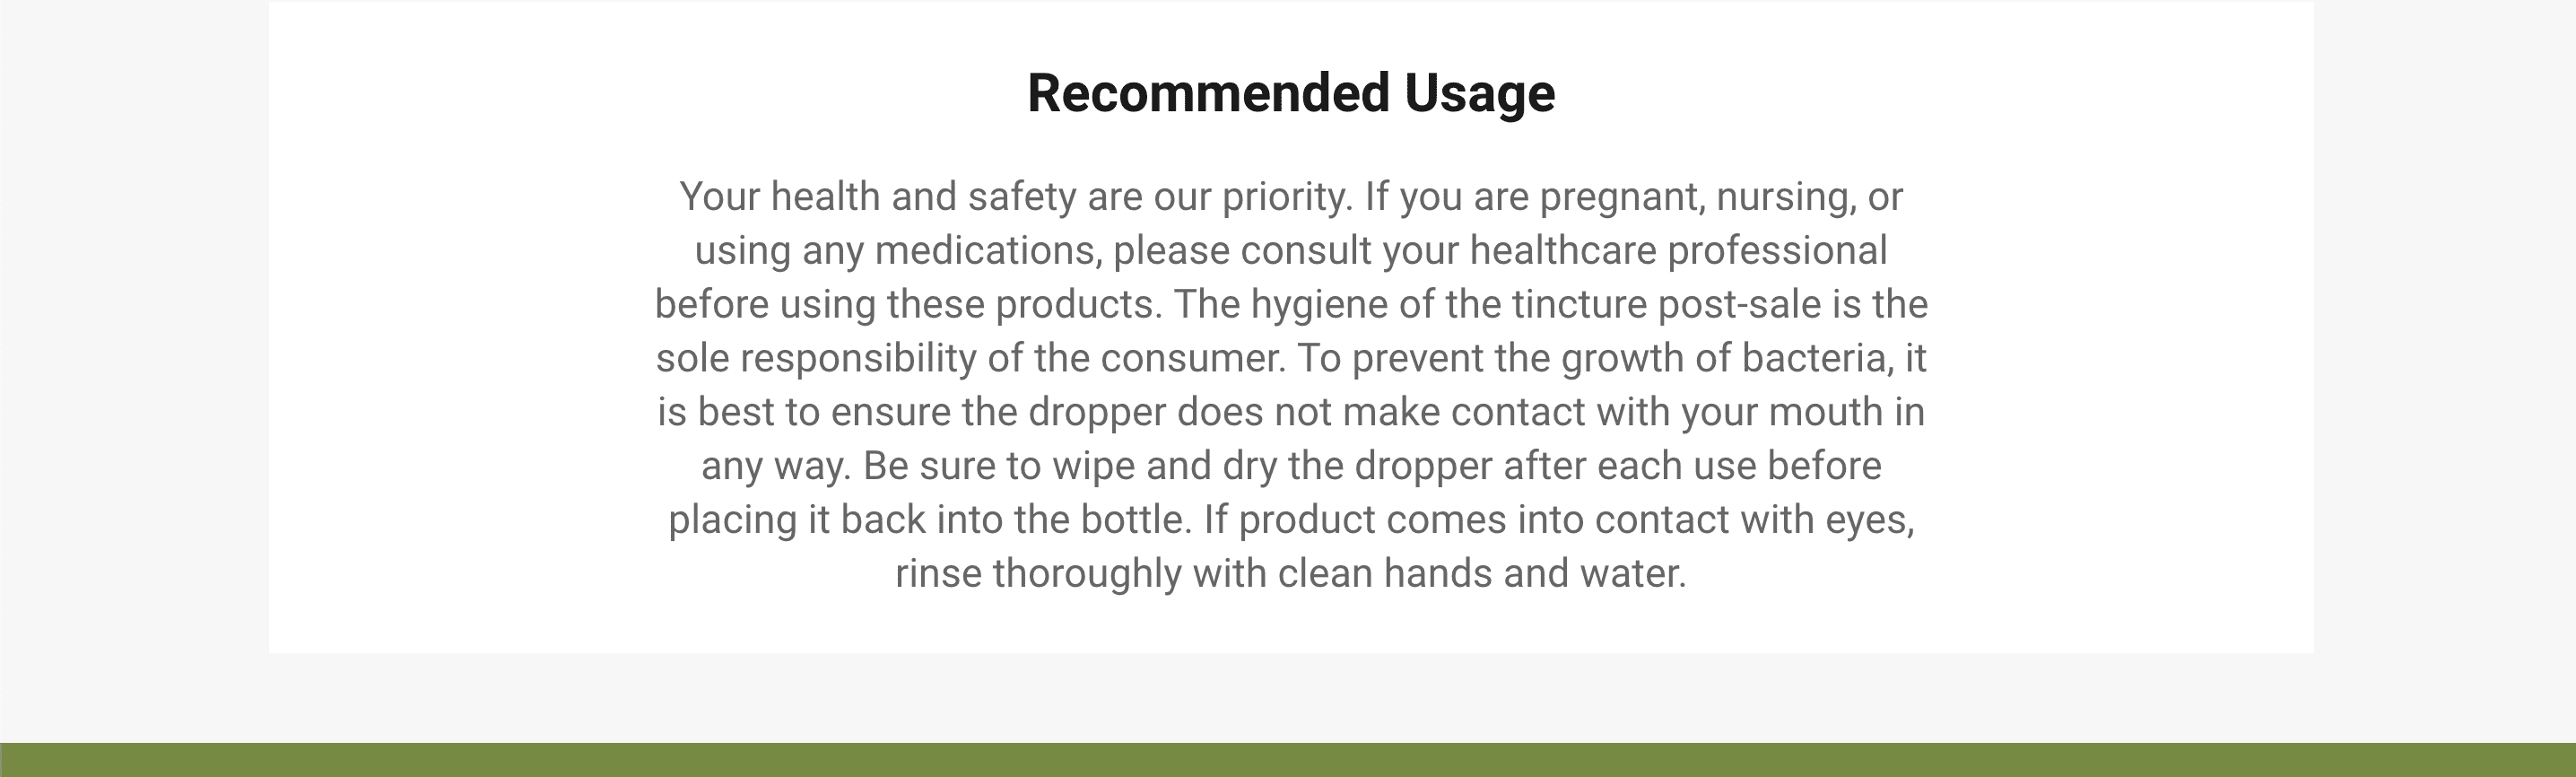 Recommended Usage
Your health and safety are our priority. If you are pregnant, nursing, or
using any medications, please consult your healthcare professional
before using these products. The hygiene of the tincture post-sale is the
sole responsibility of the consumer. To prevent the growth of bacteria, it
is best to ensure the dropper does not make contact with your mouth in
any way. Be sure to wipe and dry the dropper after each use before
placing it back into the bottle. If product comes into contact with eyes,
rinse thoroughly with clean hands and water.